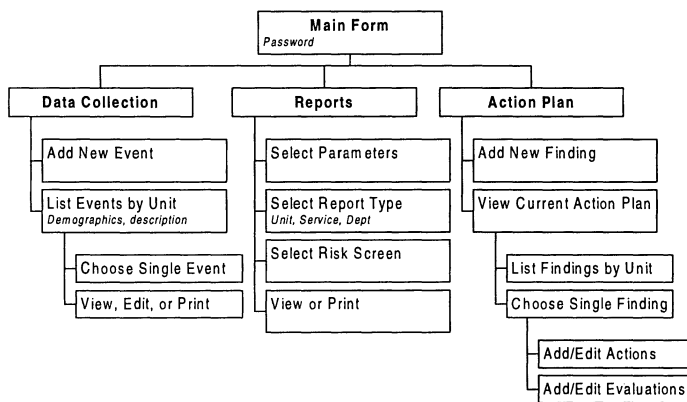 Main Form
Password
Data Collection
Add New Event
List Events by Unit
Demographics, description
Choose Single Event
View, Edit, or Print
Reports
Select Parameters
Select Report Type
Unit, Service, Dept
Select Risk Screen
View or Print
Action Plan
Add New Finding
View Current Action Plan
List Findings by Unit
Choose Single Finding
Add/Edit Actions
Add/Edit Evaluations